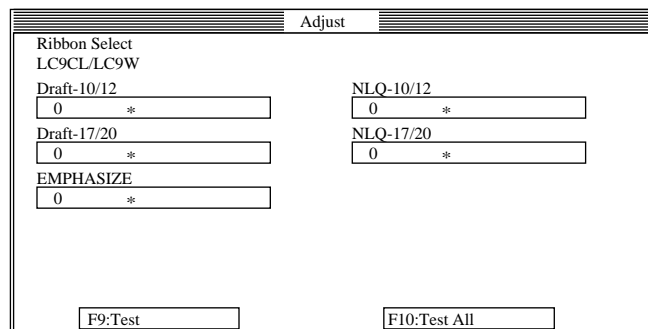 Adjust
Ribbon Select
LC9CL/LC9W
Draft-10/12 NLQ-10/12
0 * 0 *
Draft-17/20 NLQ-17/20
0 * 0 *
EMPHASIZE
0 *
F9:Test F10:Test All